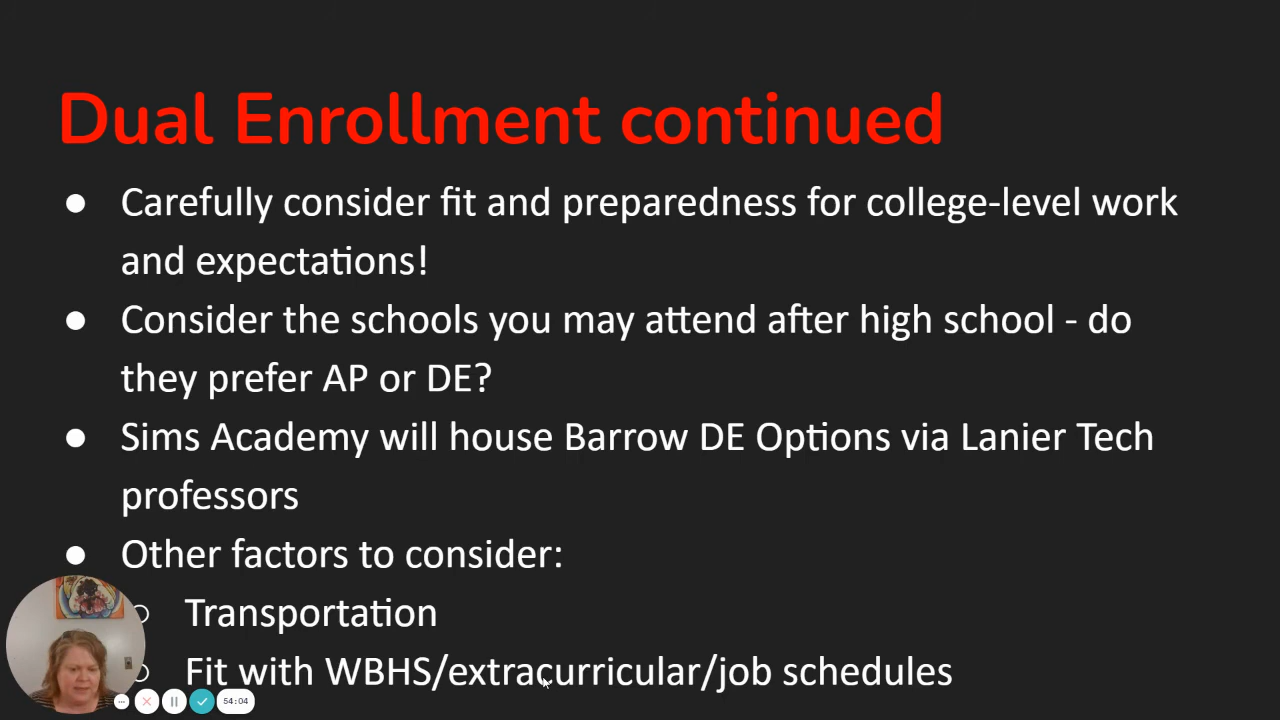 Dual Enrollment continued
● Carefully consider fit and preparedness for college-level work
and expectations!
● Consider the schools you may attend after high school - do
they prefer AP or DE?
● Sims Academy will house Barrow DE Options via Lanier Tech
professors
● Other factors to consider:
○ Transportation
○ Fit with WBHS/extracurricular/job schedules
54:04